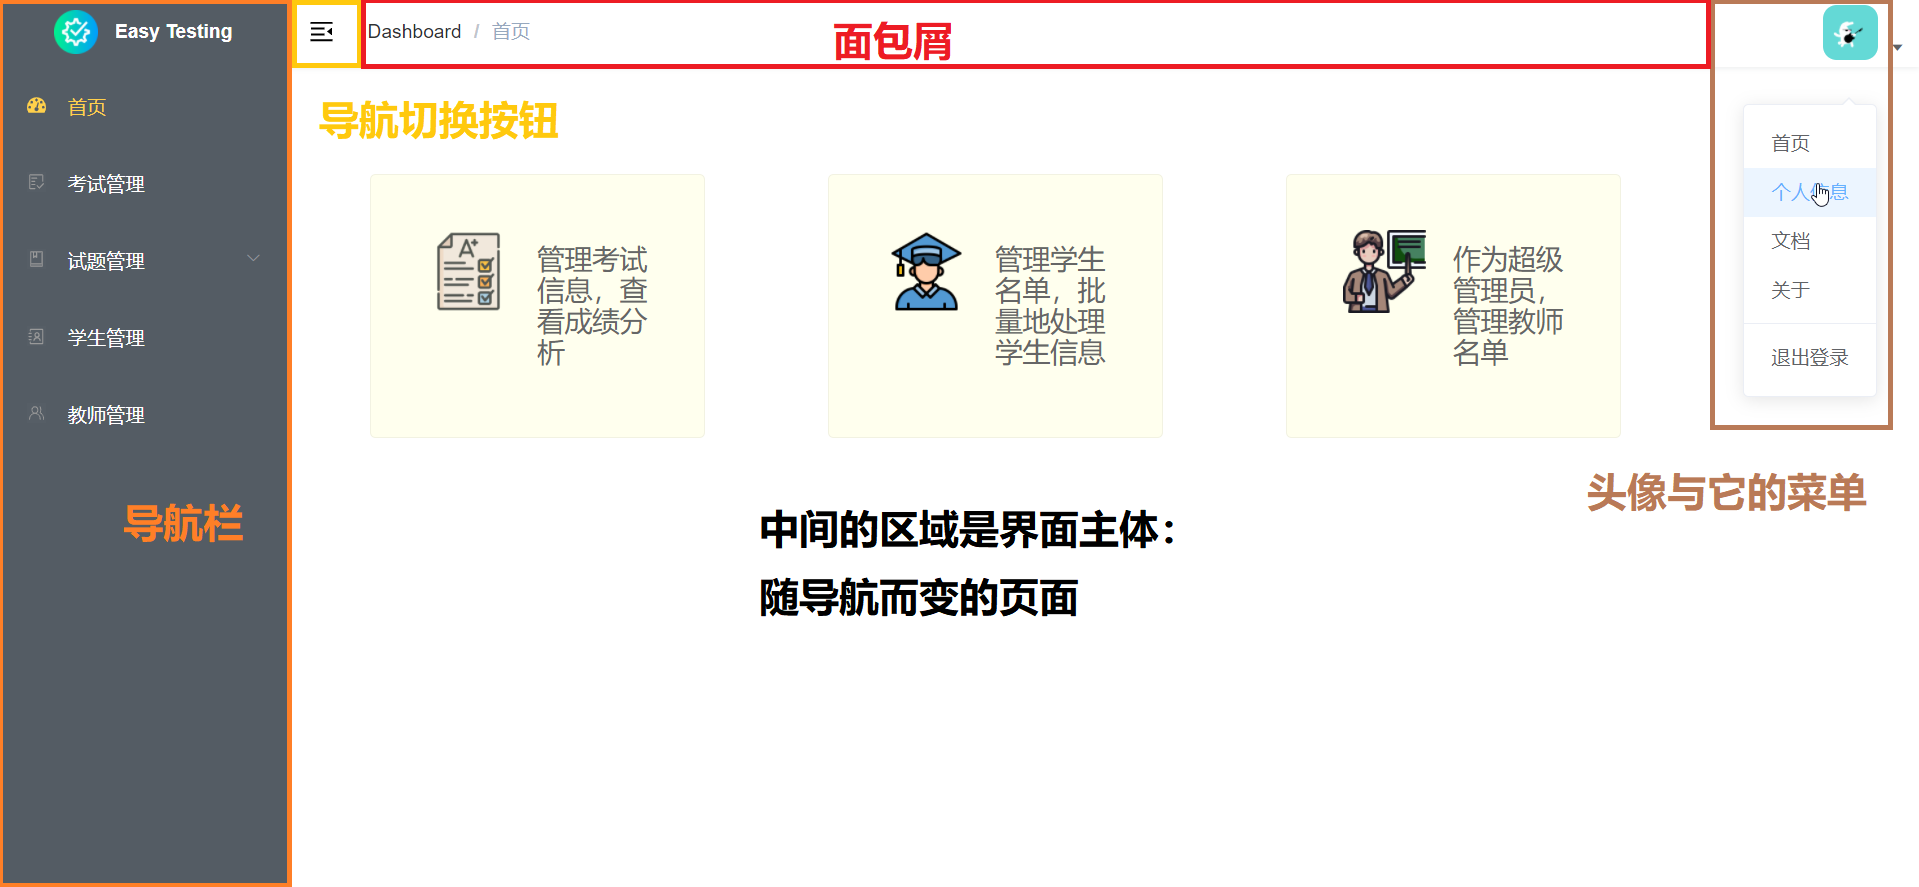 Easy Testing
首页
考试管理
试题管理
学生管理
教师管理
导航栏
Dashboard / 首页
面包屑
导航切换按钮
A+
管理考试
信息，查
看成绩分
析
管理学生
名单，批
量地处理
学生信息
作为超级
管理员，
管理教师
名单
中间的区域是界面主体：
随导航而变的页面
首页
个人信息
文档
关于
退出登录
头像与它的菜单